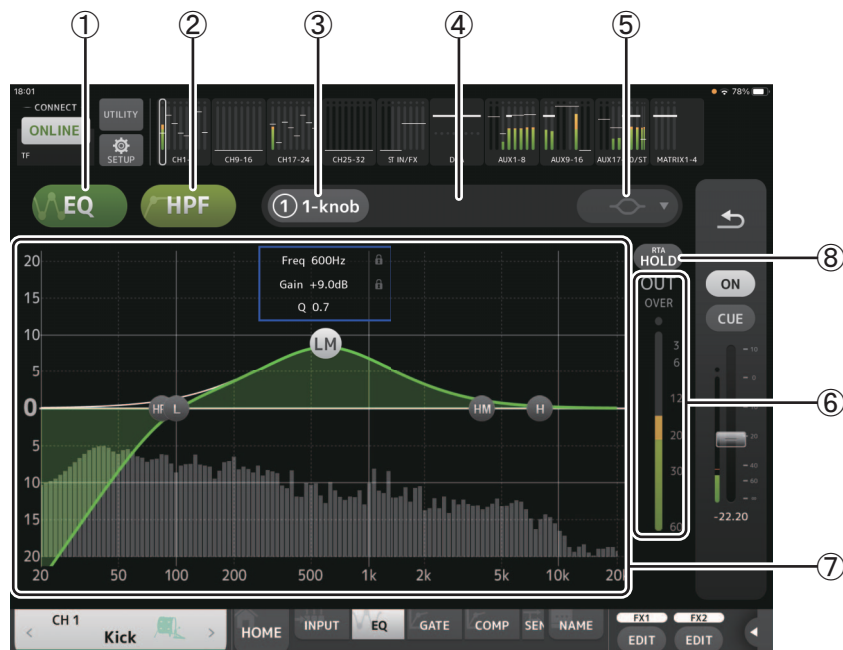 ① ② ③ ④ ⑤
18:01
78%
CONNECT
ONLINE
TF
UTILITY
SETUP
CH9-16
CH17-24
CH25-32
ST IN/FX
AUX1-8
AUX9-16
MATRIX1-4
EQ
HPF
① 1-knob
RTA
HOLD
⑧
OUT
OVER
3
6
12
20
30
60
⑥
ON
CUE
10
20
40
60
-22.20
Freq 600Hz
Gain +9.0dB
Q 0.7
20
15
10
5
0
5
10
15
20
LM
L
HM
H
20 50 100 200 500 1k 2k 5k 10k
⑦
CH 1
Kick
HOME
INPUT
EQ
GATE
COMP
SEN
NAME
FX1
EDIT
FX2
EDIT